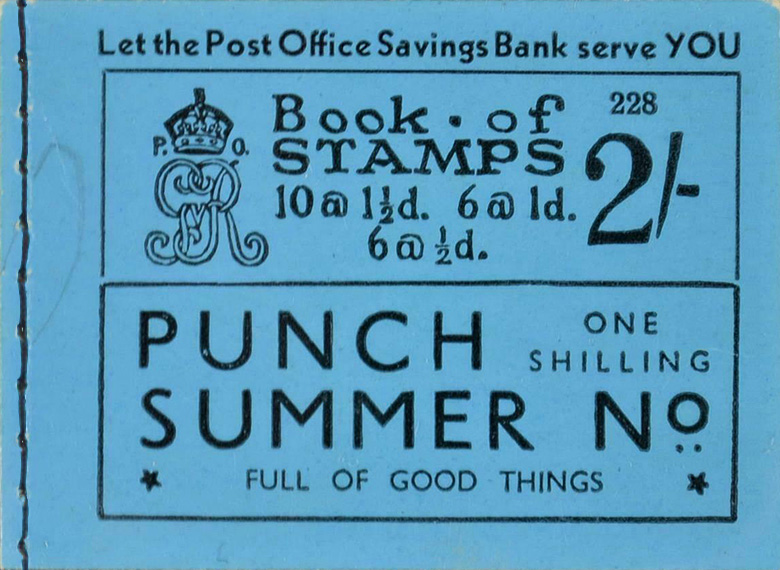 Let the Post Office Savings Bank serve YOU
228
Book · of
STAMPS
2/-
P. O.
GR
10 @ 1½d. 6 @ 1d.
6 @ ½d.
PUNCH
ONE
SHILLING
SUMMER No
FULL OF GOOD THINGS